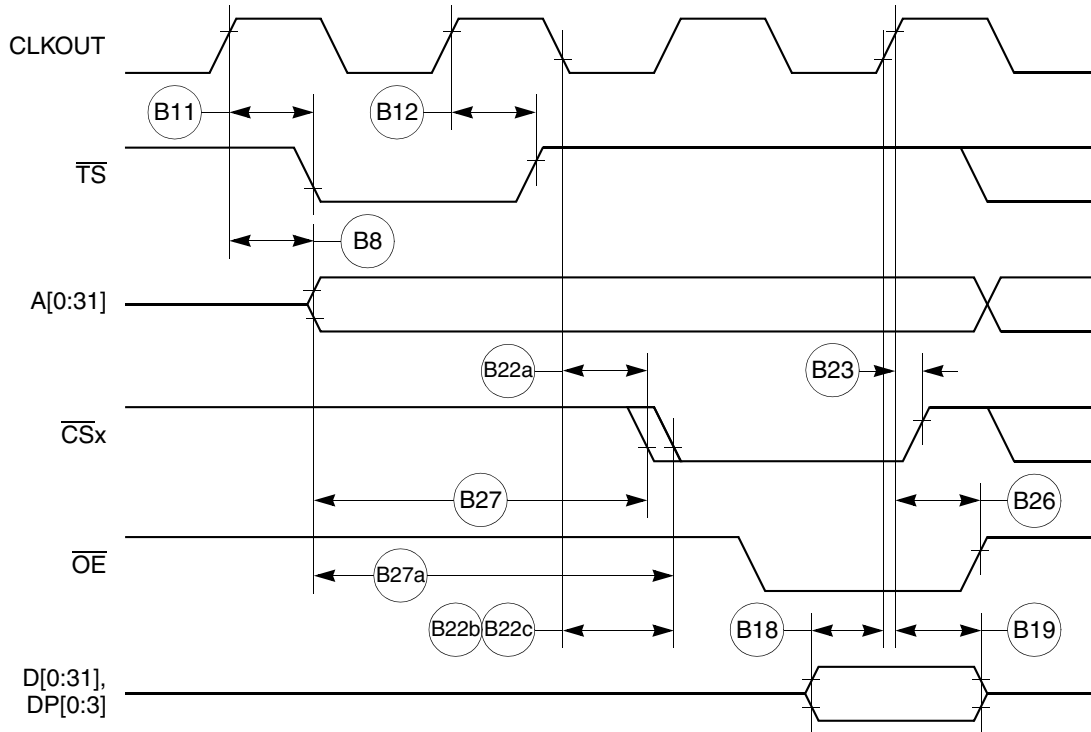 CLKOUT
B11
B12
TS
B8
A[0:31]
B22a
B23
CSx
B27
B26
OE
B27a
B22b B22c
B18
B19
D[0:31],
DP[0:3]